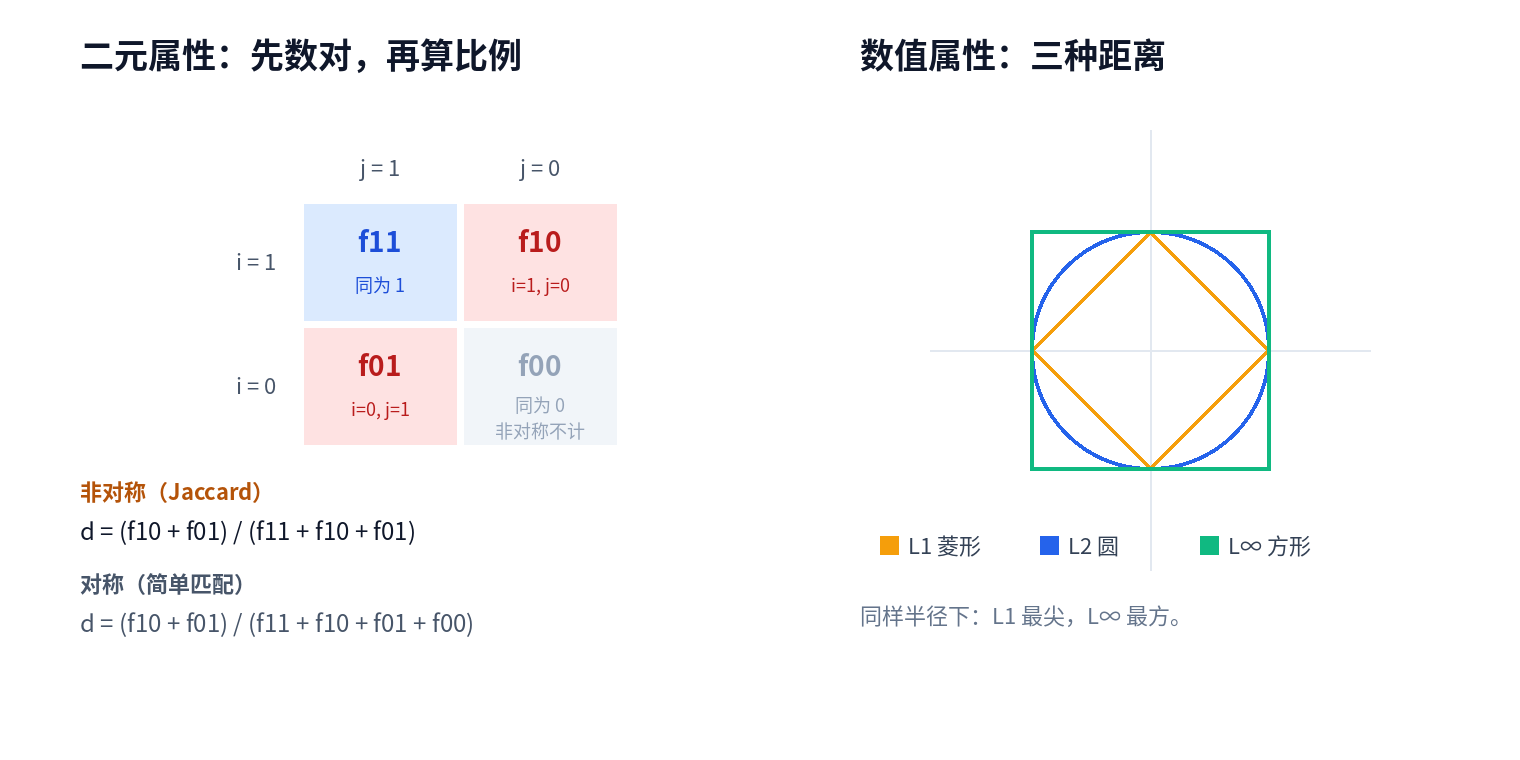 二元属性：先数对，再算比例
j = 1
j = 0
i = 1
f11
同为 1
f10
i=1, j=0
i = 0
f01
i=0, j=1
f00
同为 0
非对称不计
非对称（Jaccard）
d = (f10 + f01) / (f11 + f10 + f01)
对称（简单匹配）
d = (f10 + f01) / (f11 + f10 + f01 + f00)
数值属性：三种距离
L1 菱形
L2 圆
L∞ 方形
同样半径下：L1 最尖，L∞ 最方。